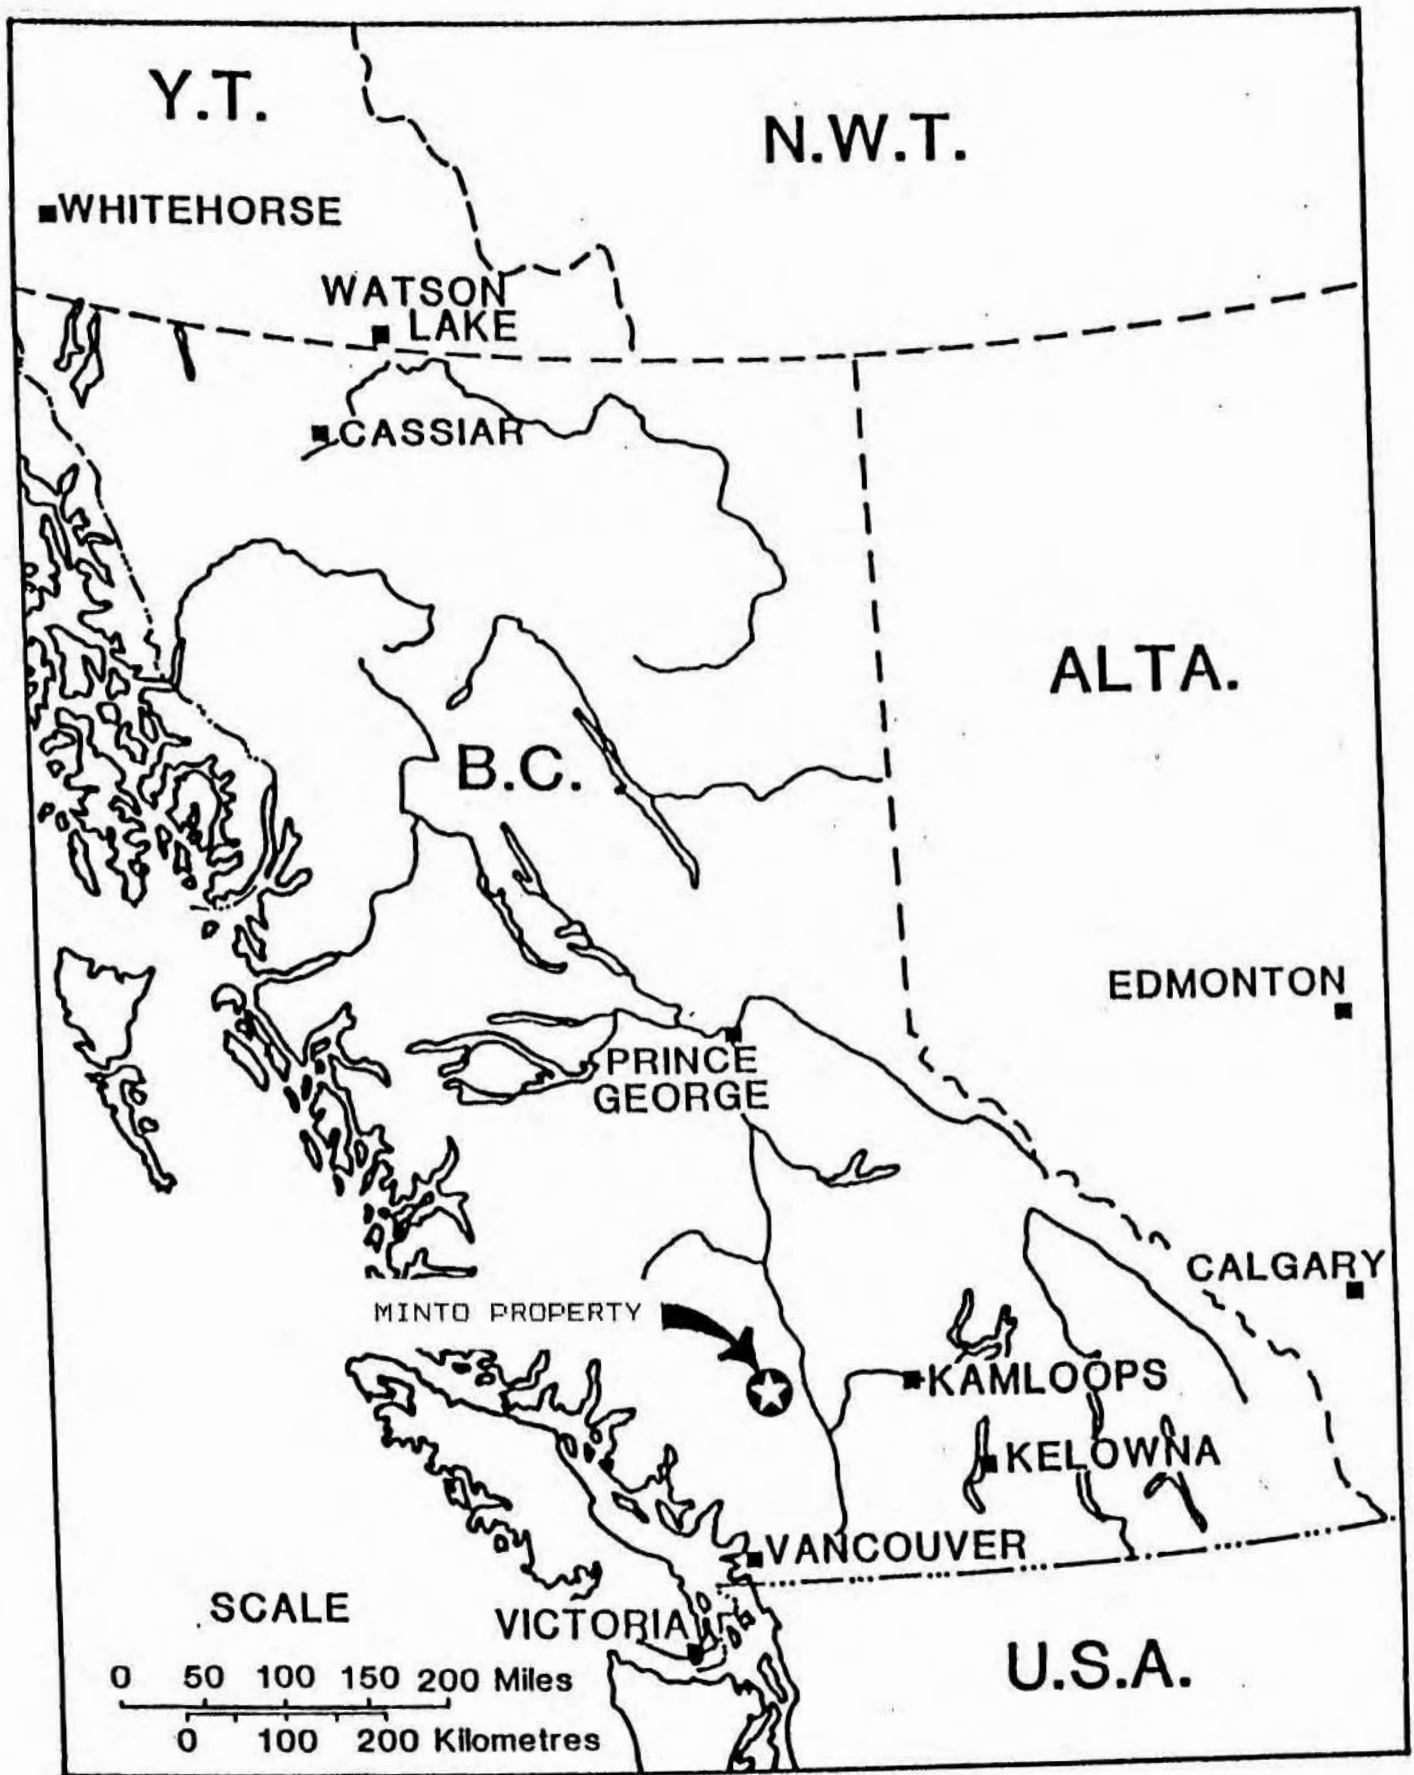 Y.T.
N.W.T.
WHITEHORSE
WATSON
LAKE
CASSIAR
ALTA.
B.C.
EDMONTON
PRINCE
GEORGE
CALGARY
MINTO PROPERTY
KAMLOOPS
KELOWNA
VANCOUVER
SCALE
VICTORIA
U.S.A.
0 50 100 150 200 Miles
0 100 200 Kilometres